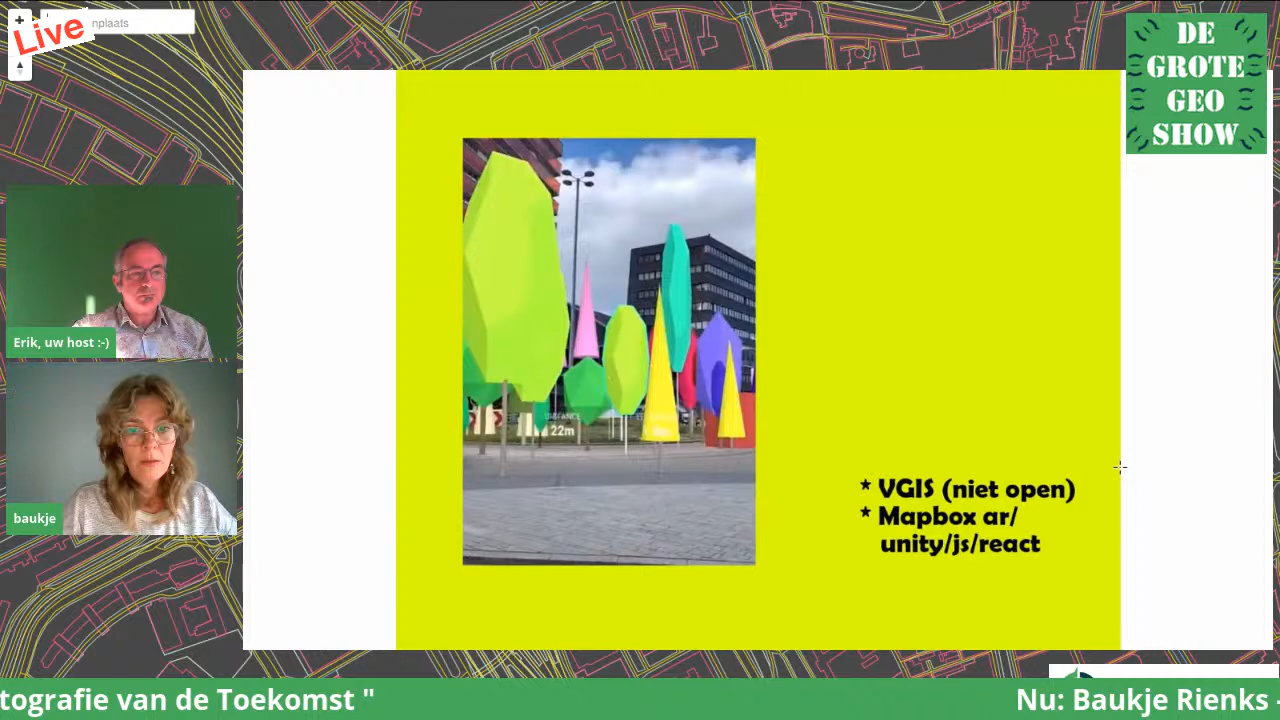 Live
nplaats
DE
GROTE
GEO
SHOW
Erik, uw host :-)
baukje
22m
* VGIS (niet open)
* Mapbox ar/
unity/js/react
tografie van de Toekomst "
Nu: Baukje Rienks